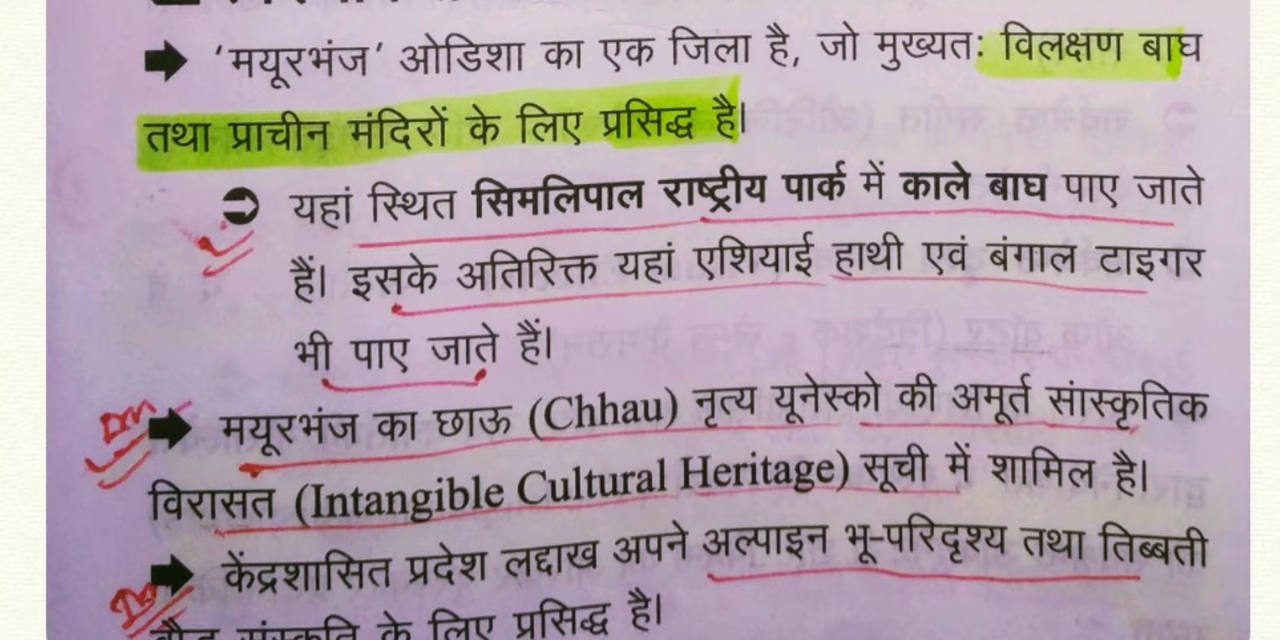 ➡ 'मयूरभंज' ओडिशा का एक जिला है, जो मुख्यत: विलक्षण बाघ
तथा प्राचीन मंदिरों के लिए प्रसिद्ध है।
➲ यहां स्थित सिमलिपाल राष्ट्रीय पार्क में काले बाघ पाए जाते
हैं। इसके अतिरिक्त यहां एशियाई हाथी एवं बंगाल टाइगर
भी पाए जाते हैं।
➡ मयूरभंज का छाऊ (Chhau) नृत्य यूनेस्को की अमूर्त सांस्कृतिक
विरासत (Intangible Cultural Heritage) सूची में शामिल है।
➡ केंद्रशासित प्रदेश लद्दाख अपने अल्पाइन भू-परिदृश्य तथा तिब्बती
बौद्ध संस्कृति के लिए प्रसिद्ध है।